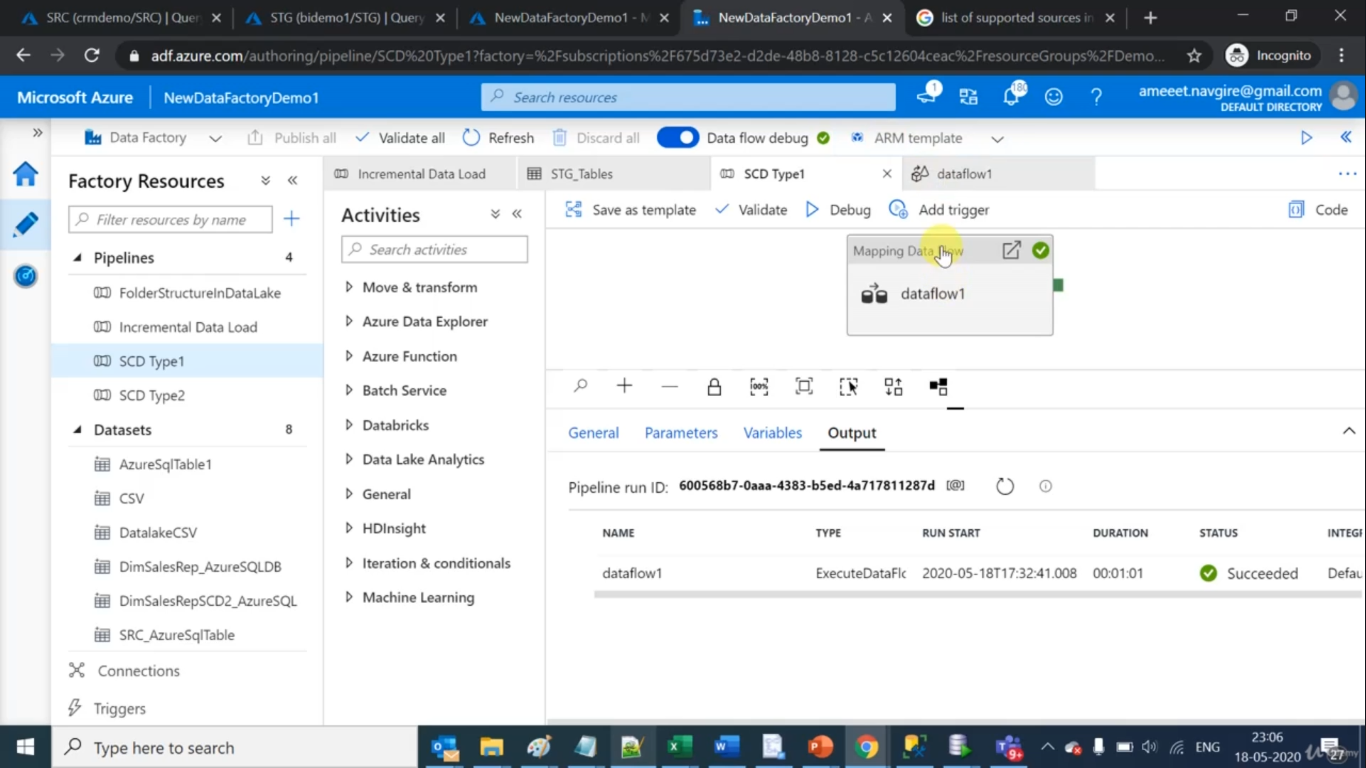 SRC (crmdemo/SRC) | Quer
STG (bidemo1/STG) | Query
NewDataFactoryDemo1 - M
NewDataFactoryDemo1 - A
list of supported sources in
adf.azure.com/authoring/pipeline/SCD%20Type1?factory=%2Fsubscriptions%2F675d73e2-d2de-48b8-8128-c5c12604ceac%2FresourceGroups%2FDemo...
Incognito
Microsoft Azure
NewDataFactoryDemo1
Search resources
1
180
ameeet.navgire@gmail.com
DEFAULT DIRECTORY
Data Factory
Publish all
Validate all
Refresh
Discard all
Data flow debug
ARM template
Factory Resources
Incremental Data Load
STG_Tables
SCD Type1
dataflow1
Filter resources by name
Activities
Save as template
Validate
Debug
Add trigger
Code
Search activities
Pipelines 4
FolderStructureInDataLake
Incremental Data Load
SCD Type1
SCD Type2
Datasets 8
AzureSqlTable1
CSV
DatalakeCSV
DimSalesRep_AzureSQLDB
DimSalesRepSCD2_AzureSQL
SRC_AzureSqlTable
Connections
Triggers
Move & transform
Azure Data Explorer
Azure Function
Batch Service
Databricks
Data Lake Analytics
General
HDInsight
Iteration & conditionals
Machine Learning
Mapping Data Flow
dataflow1
100%
General Parameters Variables Output
Pipeline run ID: 600568b7-0aaa-4383-b5ed-4a717811287d [@]
NAME TYPE RUN START DURATION STATUS INTEGR
dataflow1 ExecuteDataFlc 2020-05-18T17:32:41.008 00:01:01 Succeeded Defau
Type here to search
9+
ENG
23:06
18-05-2020
27